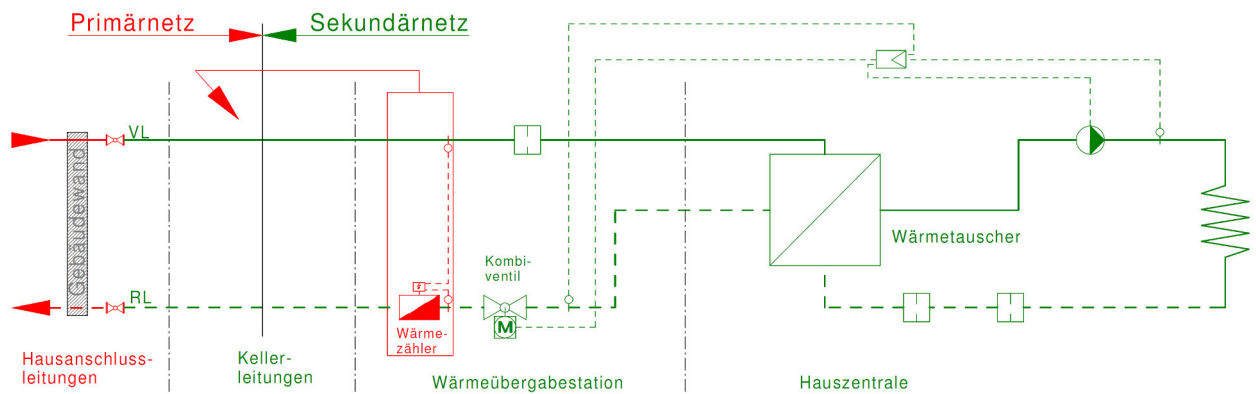 Primärnetz
Sekundärnetz
VL
Gebäudewand
Wärmetauscher
Kombi-
ventil
RL
M
Wärme-
zähler
Hausanschluss-
leitungen
Keller-
leitungen
Wärmeübergabestation
Hauszentrale